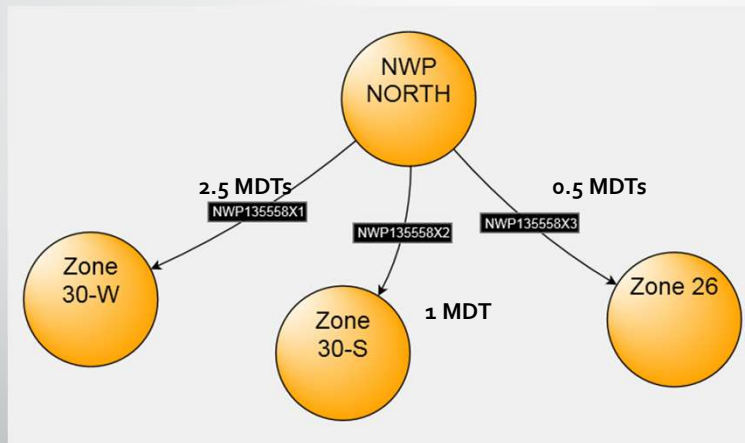 NWP
NORTH
2.5 MDTs
0.5 MDTs
NWP135558X1
NWP135558X2
NWP135558X3
Zone
30-W
Zone
30-S
1 MDT
Zone 26